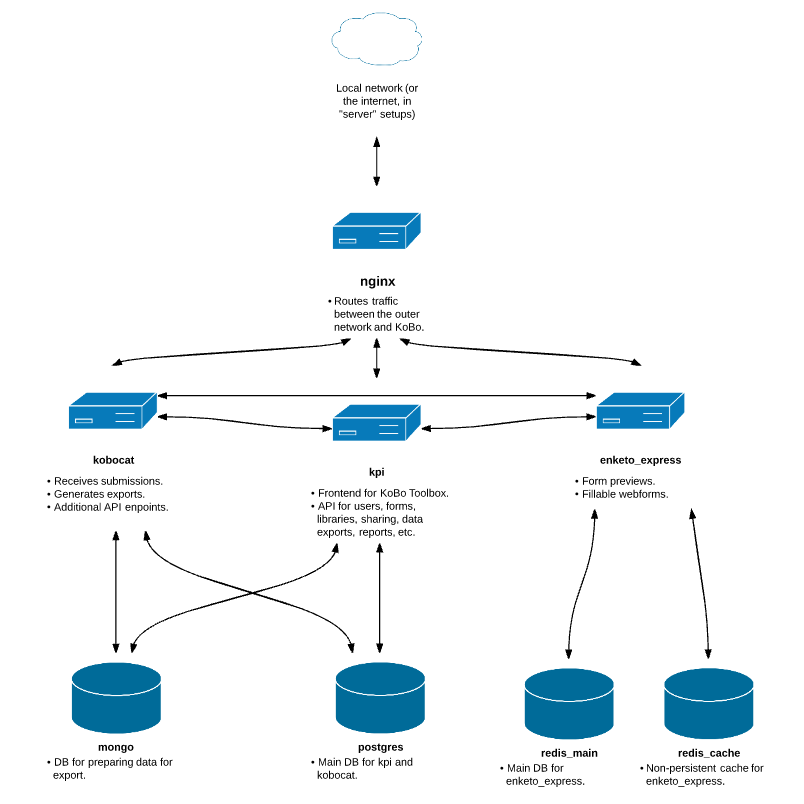 Local network (or
the internet, in
"server" setups)
nginx
• Routes traffic
between the outer
network and KoBo.
kobocat
• Receives submissions.
• Generates exports.
• Additional API enpoints.
kpi
• Frontend for KoBo Toolbox.
• API for users, forms,
libraries, sharing, data
exports, reports, etc.
enketo_express
• Form previews.
• Fillable webforms.
mongo
• DB for preparing data for
export.
postgres
• Main DB for kpi and
kobocat.
redis_main
• Main DB for
enketo_express.
redis_cache
• Non-persistent cache for
enketo_express.